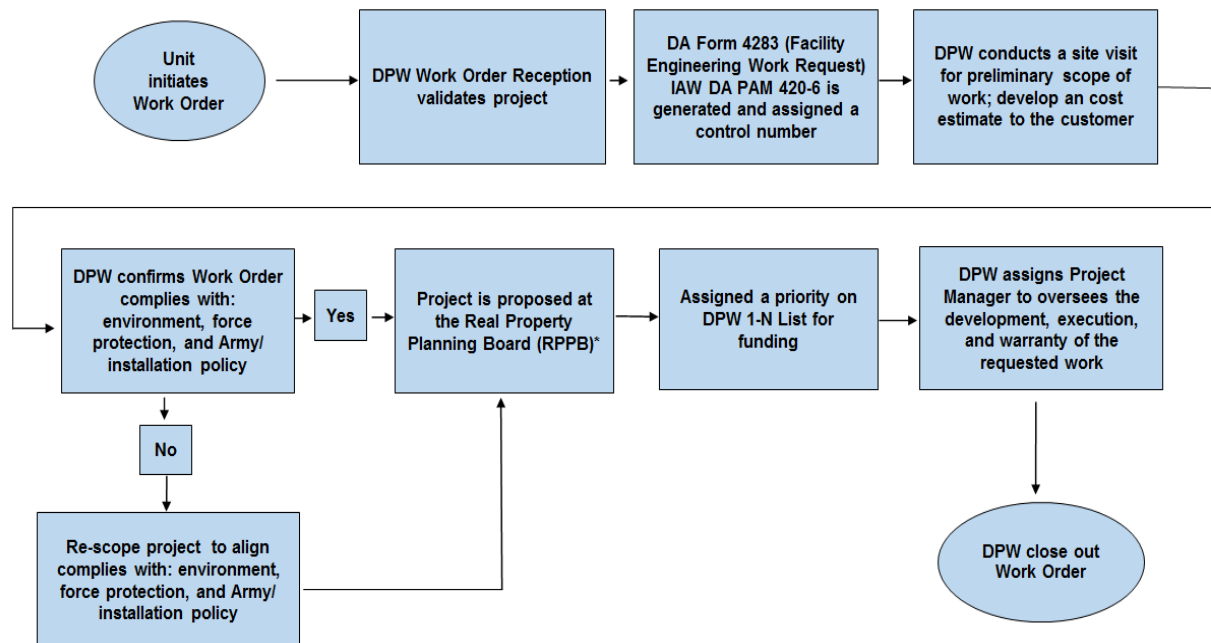 Unit
initiates
Work Order
DPW Work Order Reception
validates project
DA Form 4283 (Facility
Engineering Work Request)
IAW DA PAM 420-6 is
generated and assigned a
control number
DPW conducts a site visit
for preliminary scope of
work; develop an cost
estimate to the customer
DPW confirms Work Order
complies with:
environment, force
protection, and Army/
installation policy
Yes
Project is proposed at
the Real Property
Planning Board (RPPB)*
Assigned a priority on
DPW 1-N List for
funding
DPW assigns Project
Manager to oversees the
development, execution,
and warranty of the
requested work
No
Re-scope project to align
complies with: environment,
force protection, and Army/
installation policy
DPW close out
Work Order